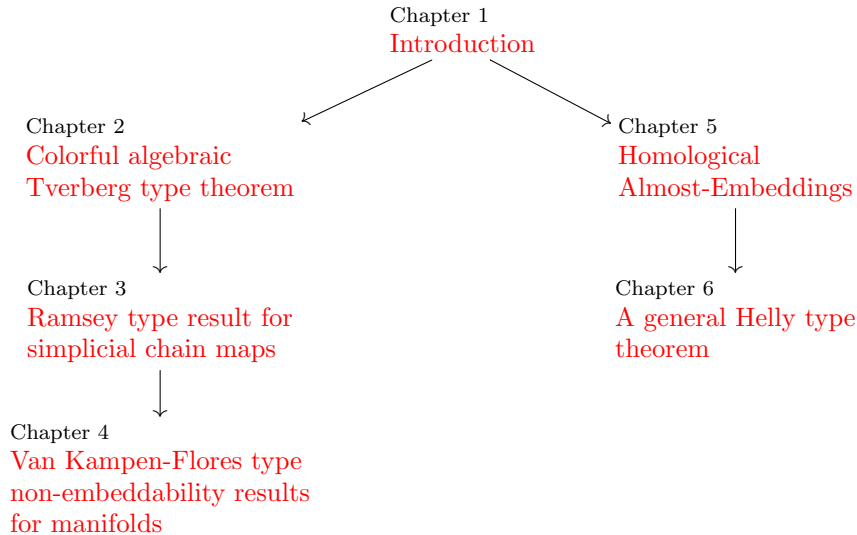 Chapter 1
Introduction
Chapter 2
Colorful algebraic
Tverberg type theorem
Chapter 5
Homological
Almost-Embeddings
Chapter 3
Ramsey type result for
simplicial chain maps
Chapter 6
A general Helly type
theorem
Chapter 4
Van Kampen-Flores type
non-embeddability results
for manifolds